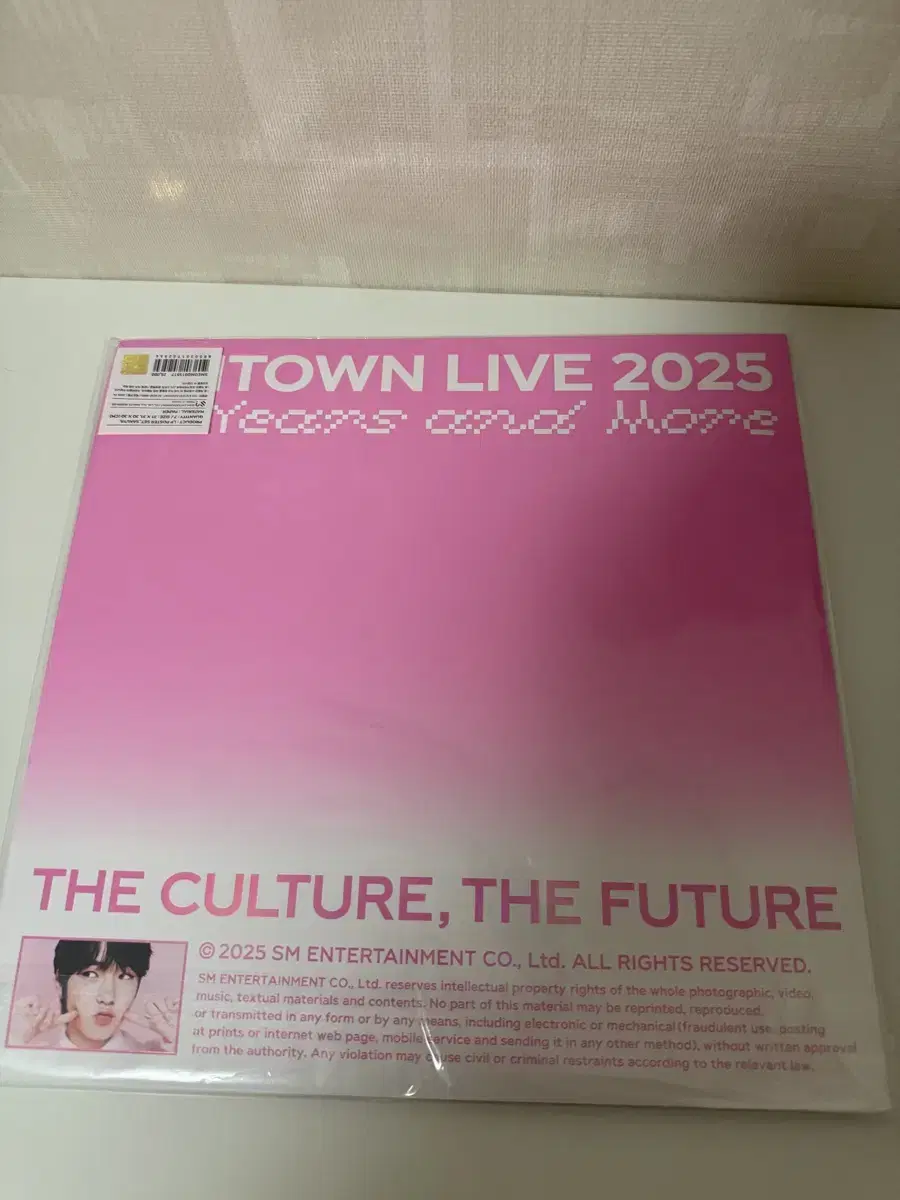 TOWN LIVE 2025
Years and More
PRODUCT : LP POSTER SET_SAKUYA
THE CULTURE, THE FUTURE
© 2025 SM ENTERTAINMENT CO., Ltd. ALL RIGHTS RESERVED.
SM ENTERTAINMENT CO., Ltd. reserves intellectual property rights of the whole photographic, video,
music, textual materials and contents. No part of this material may be reprinted, reproduced,
or transmitted in any form or by any means, including electronic or mechanical(fraudulent use, posting
at prints or internet web page, mobile service and sending it in any other method), without written approval
from the authority. Any violation may cause civil or criminal restraints according to the relevant law.